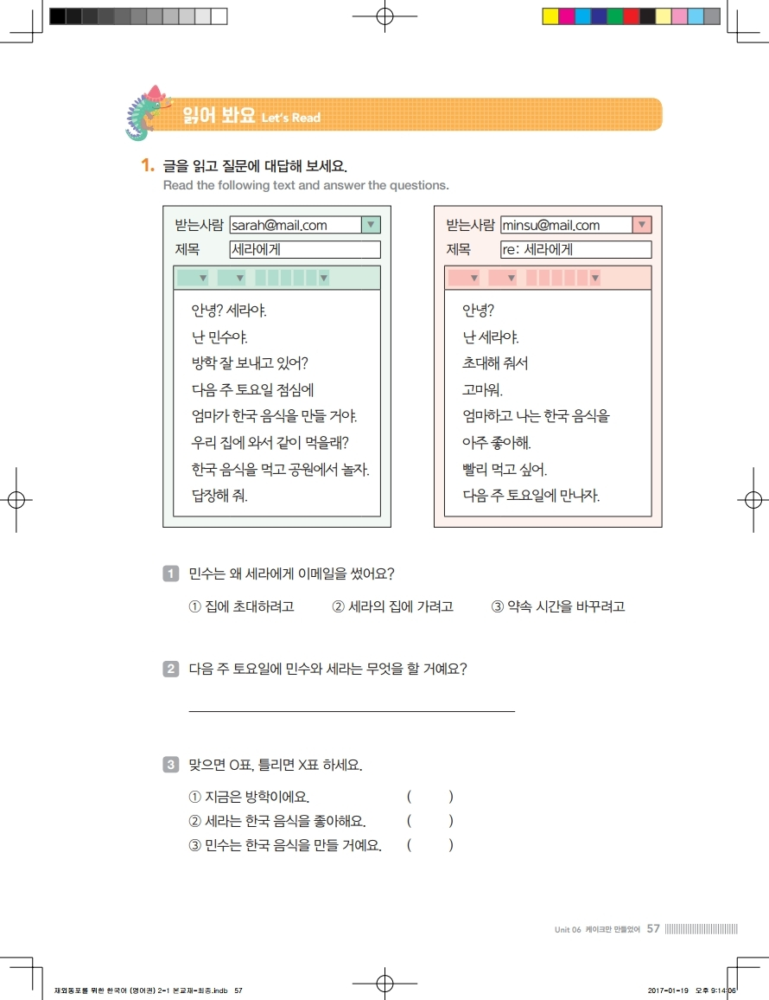 읽어 봐요 Let's Read
1. 글을 읽고 질문에 대답해 보세요.
Read the following text and answer the questions.
받는사람 sarah@mail.com
제목 세라에게
안녕? 세라야.
난 민수야.
방학 잘 보내고 있어?
다음 주 토요일 점심에
엄마가 한국 음식을 만들 거야.
우리 집에 와서 같이 먹을래?
한국 음식을 먹고 공원에서 놀자.
답장해 줘.
받는사람 minsu@mail.com
제목 re: 세라에게
안녕?
난 세라야.
초대해 줘서
고마워.
엄마하고 나는 한국 음식을
아주 좋아해.
빨리 먹고 싶어.
다음 주 토요일에 만나자.
1 민수는 왜 세라에게 이메일을 썼어요?
① 집에 초대하려고 ② 세라의 집에 가려고 ③ 약속 시간을 바꾸려고
2 다음 주 토요일에 민수와 세라는 무엇을 할 거예요?
3 맞으면 O표, 틀리면 X표 하세요.
① 지금은 방학이에요. ( )
② 세라는 한국 음식을 좋아해요. ( )
③ 민수는 한국 음식을 만들 거예요. ( )
Unit 06 케이크만 만들었어 57
재외동포를 위한 한국어 (영어권) 2-1 본교재-최종.indb 57
2017-01-19 오후 9:14:06